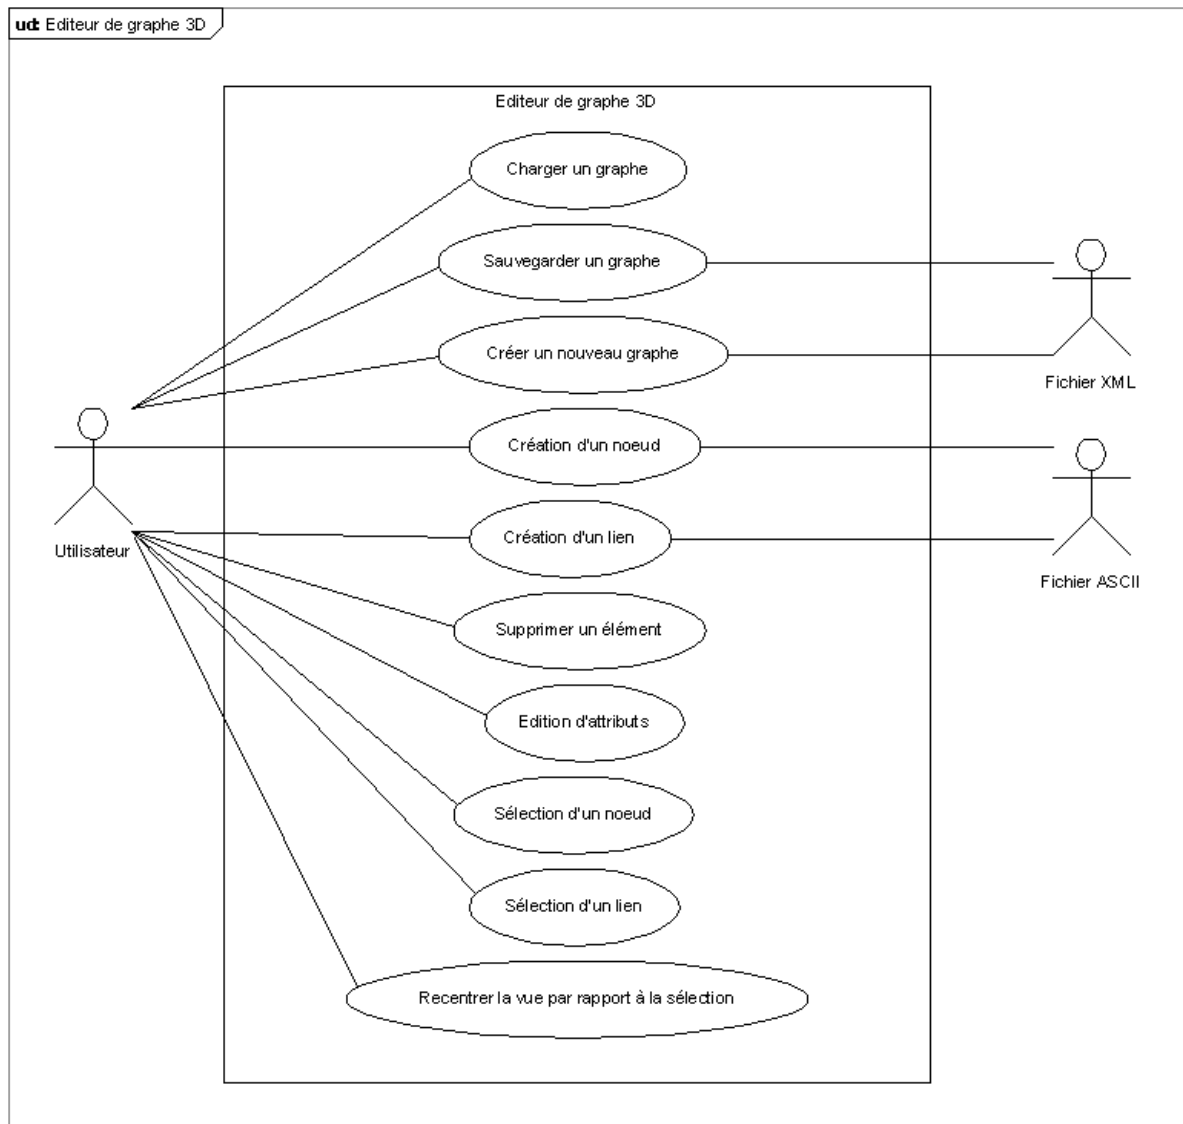 ud: Editeur de graphe 3D
Editeur de graphe 3D
Charger un graphe
Sauvegarder un graphe
Créer un nouveau graphe
Fichier XML
Création d'un noeud
Création d'un lien
Utilisateur
Fichier ASCII
Supprimer un élément
Edition d'attributs
Sélection d'un noeud
Sélection d'un lien
Recentrer la vue par rapport à la sélection